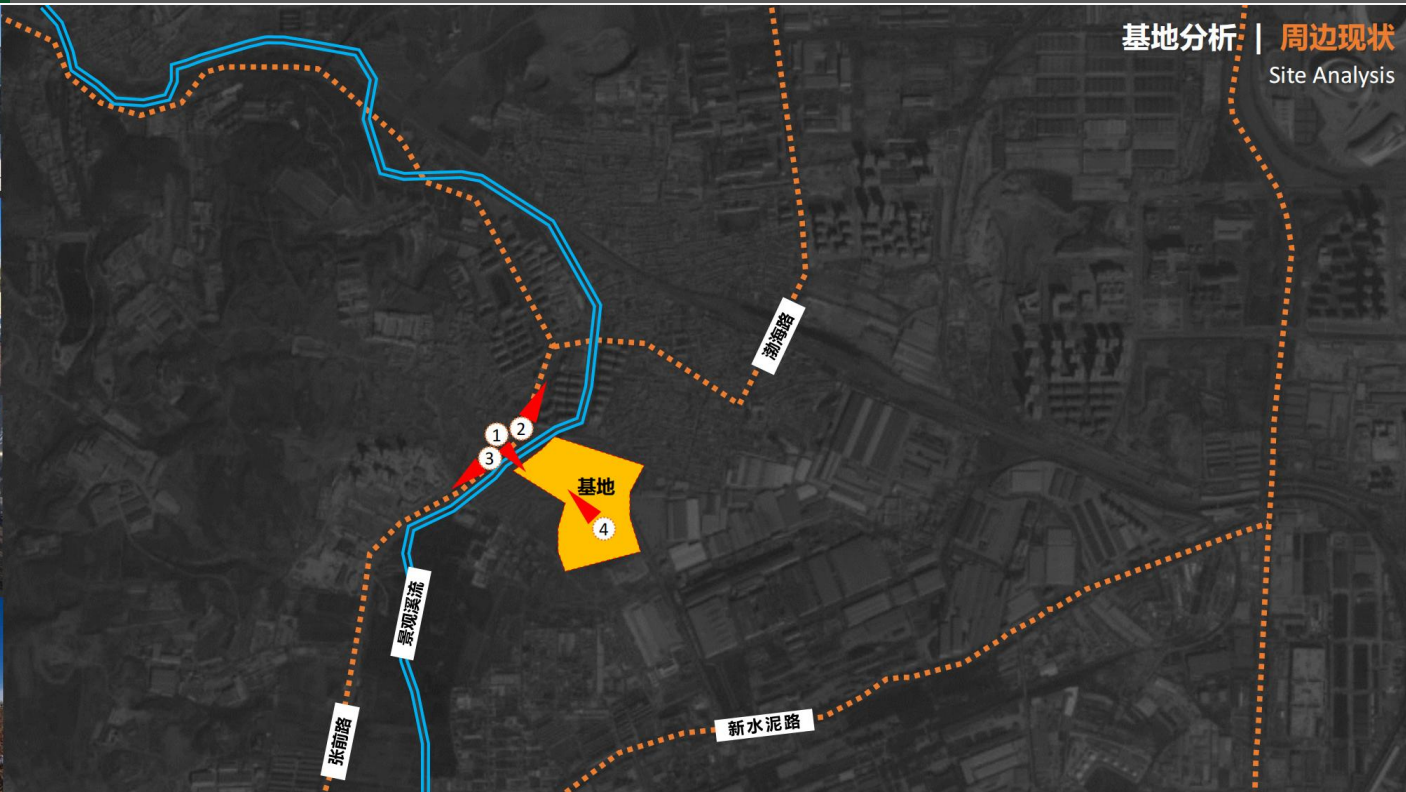 基地分析 | 周边现状
Site Analysis
渤海路
1
2
3
基地
4
景观溪流
张前路
新水泥路